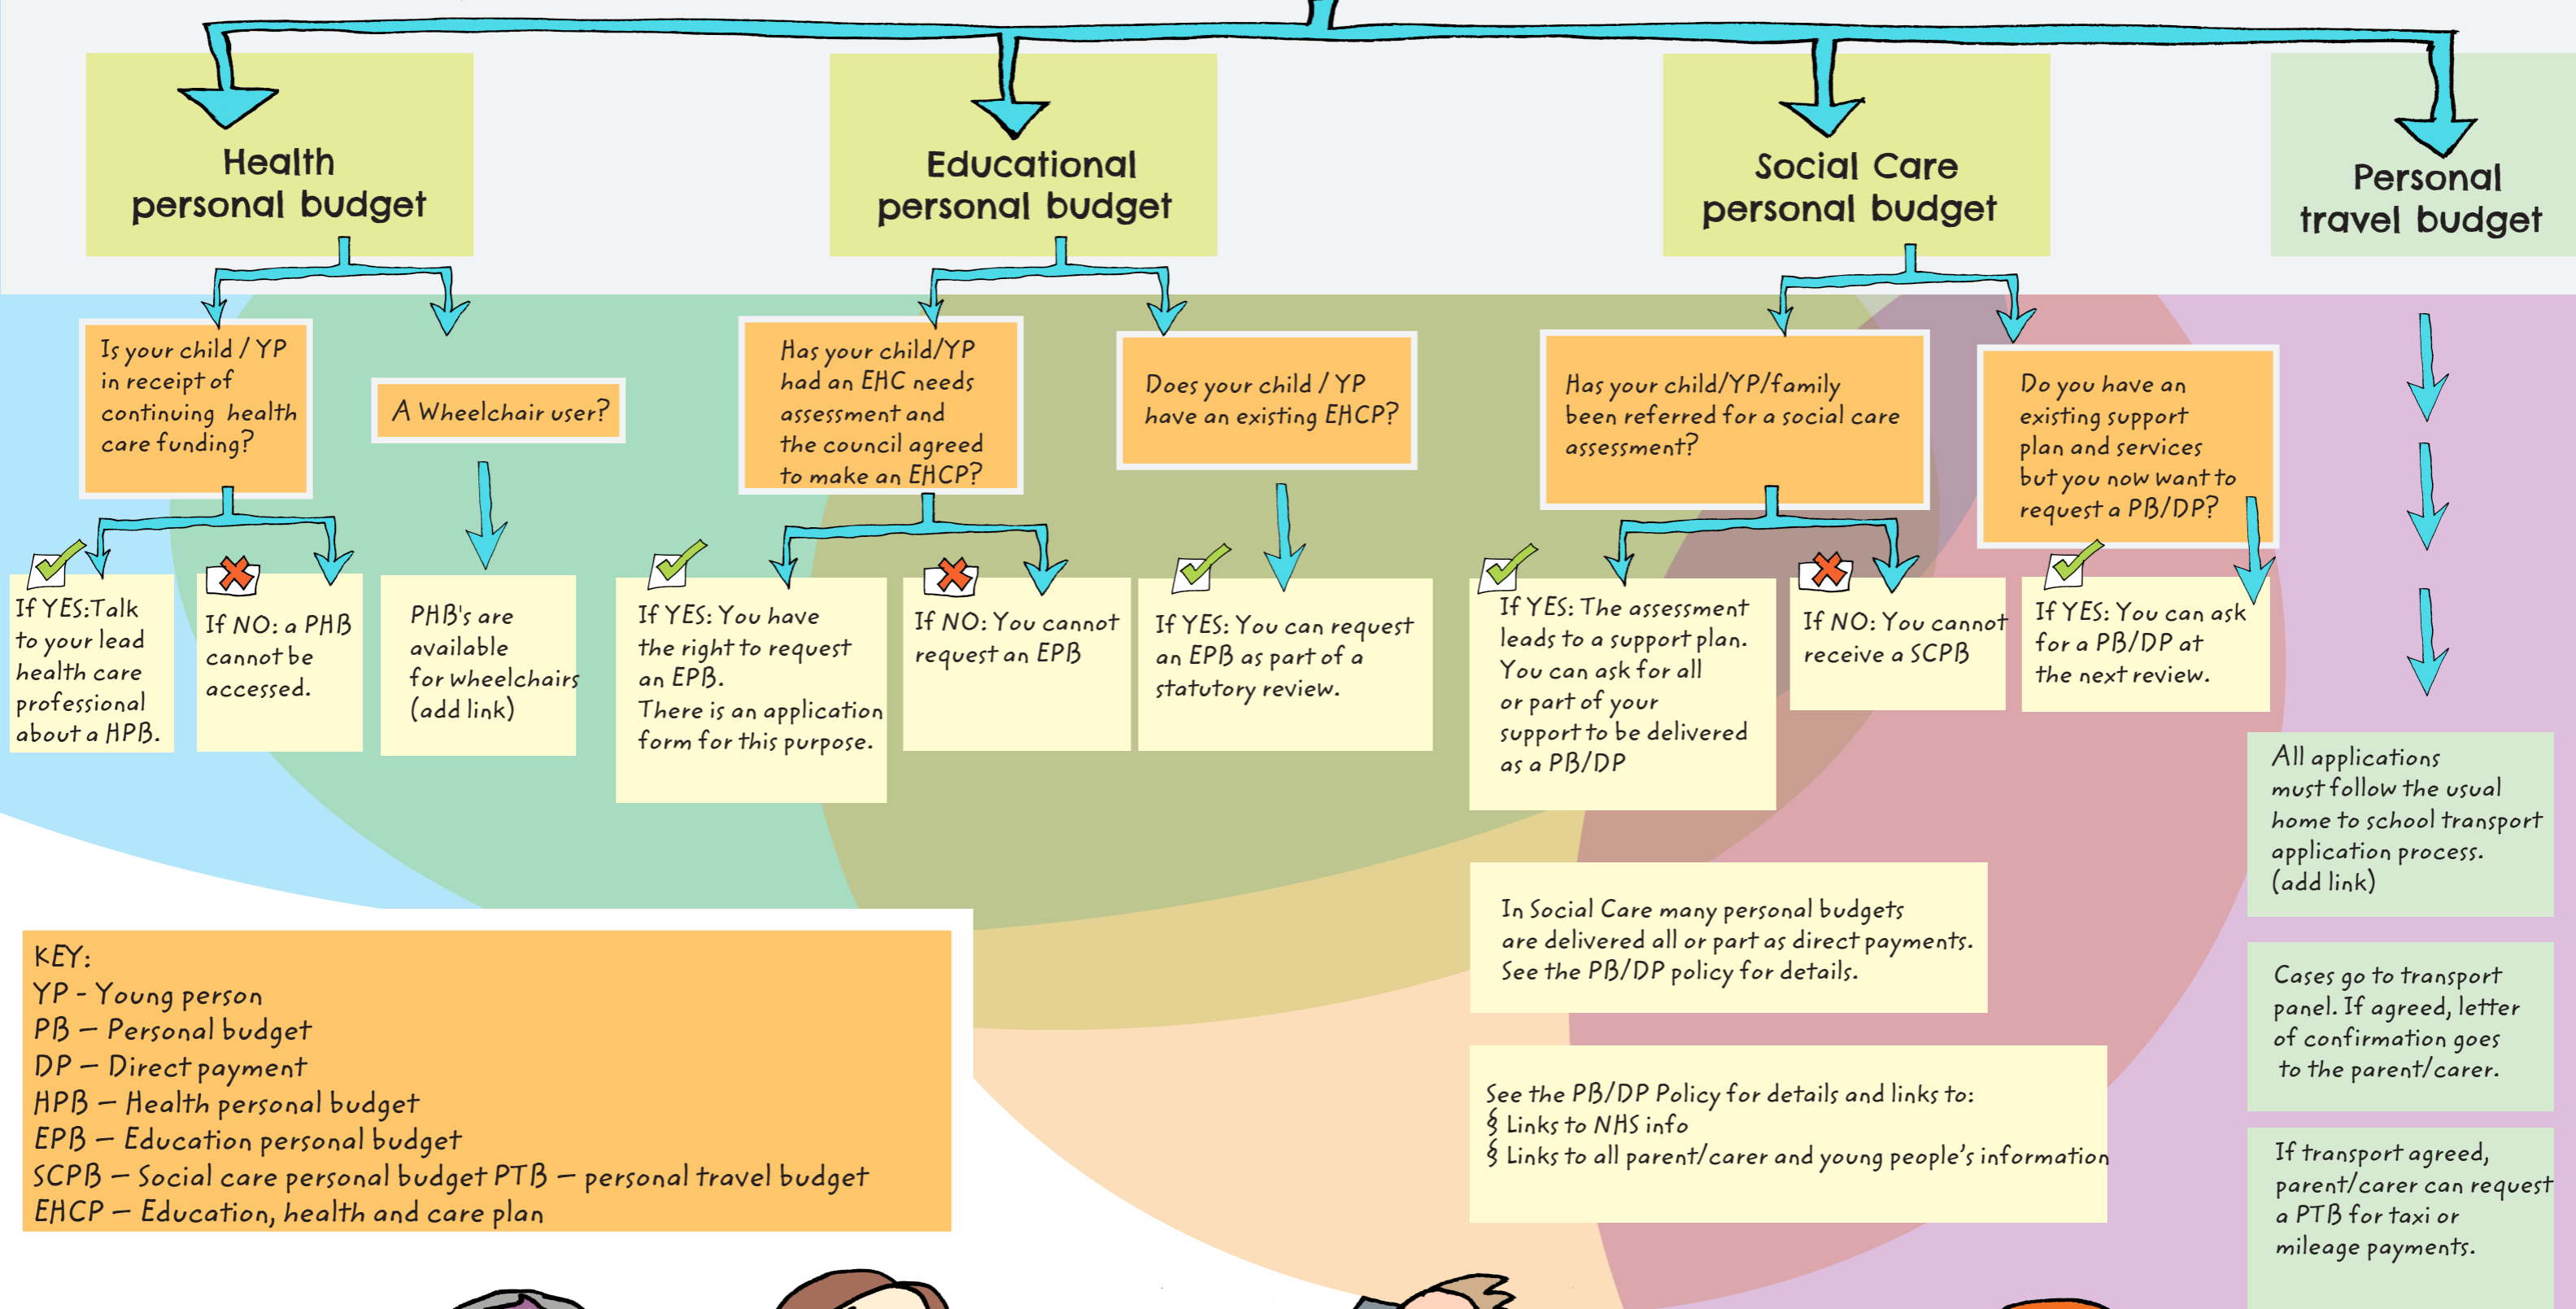 Health
personal budget
Educational
personal budget
Social Care
personal budget
Personal
travel budget
Is your child / YP
in receipt of
continuing health
care funding?
A Wheelchair user?
Has your child/YP
had an EHC needs
assessment and
the council agreed
to make an EHCP?
Does your child / YP
have an existing EHCP?
Has your child/YP/family
been referred for a social care
assessment?
Do you have an
existing support
plan and services
but you now want to
request a PB/DP?
If YES:Talk
to your lead
health care
professional
about a HPB.
If NO: a PHB
cannot be
accessed.
PHB's are
available
for wheelchairs
(add link)
If YES: You have
the right to request
an EPB.
There is an application
form for this purpose.
If NO: You cannot
request an EPB
If YES: You can request
an EPB as part of a
statutory review.
If YES: The assessment
leads to a support plan.
You can ask for all
or part of your
support to be delivered
as a PB/DP
If NO: You cannot
receive a SCPB
If YES: You can ask
for a PB/DP at
the next review.
All applications
must follow the usual
home to school transport
application process.
(add link)
In Social Care many personal budgets
are delivered all or part as direct payments.
See the PB/DP policy for details.
Cases go to transport
panel. If agreed, letter
of confirmation goes
to the parent/carer.
See the PB/DP Policy for details and links to:
§ Links to NHS info
§ Links to all parent/carer and young people's information
If transport agreed,
parent/carer can request
a PTB for taxi or
mileage payments.
KEY:
YP - Young person
PB – Personal budget
DP – Direct payment
HPB – Health personal budget
EPB – Education personal budget
SCPB – Social care personal budget PTB – personal travel budget
EHCP – Education, health and care plan